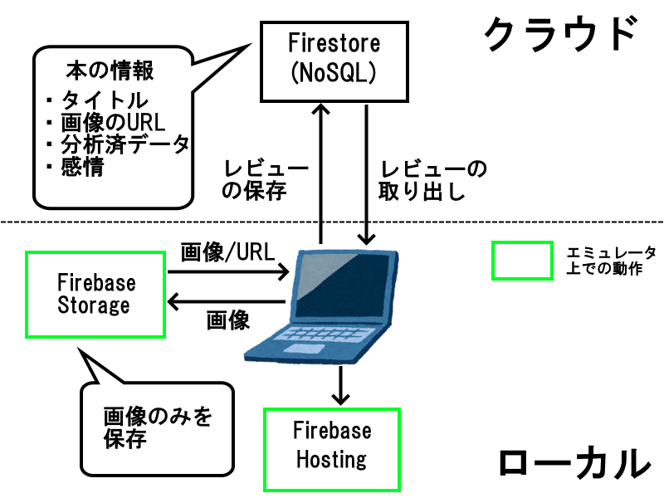 クラウド
Firestore
(NoSQL)
本の情報
・タイトル
・画像のURL
・分析済データ
・感情
レビュー
の保存
レビューの
取り出し
画像/URL
画像
Firebase
Storage
エミュレータ
上での動作
画像のみを
保存
Firebase
Hosting
ローカル